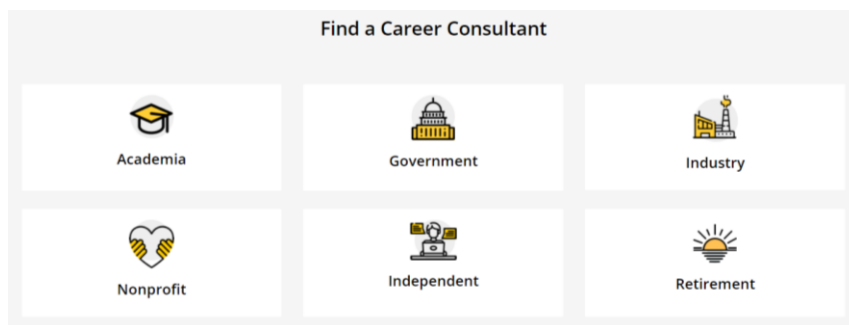 Find a Career Consultant
Academia
Government
Industry
Nonprofit
Independent
Retirement